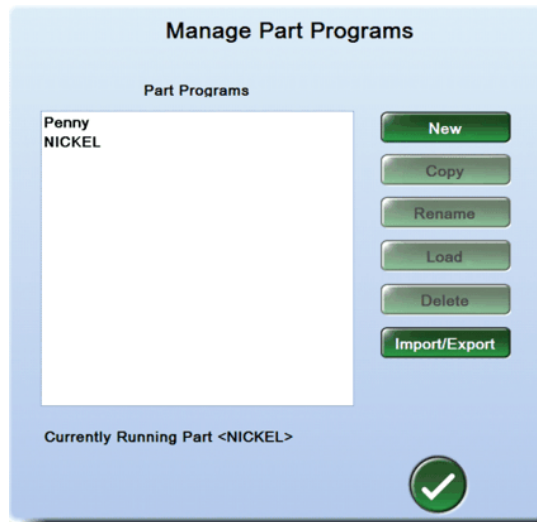 Manage Part Programs
Part Programs
Penny
NICKEL
New
Copy
Rename
Load
Delete
Import/Export
Currently Running Part <NICKEL>